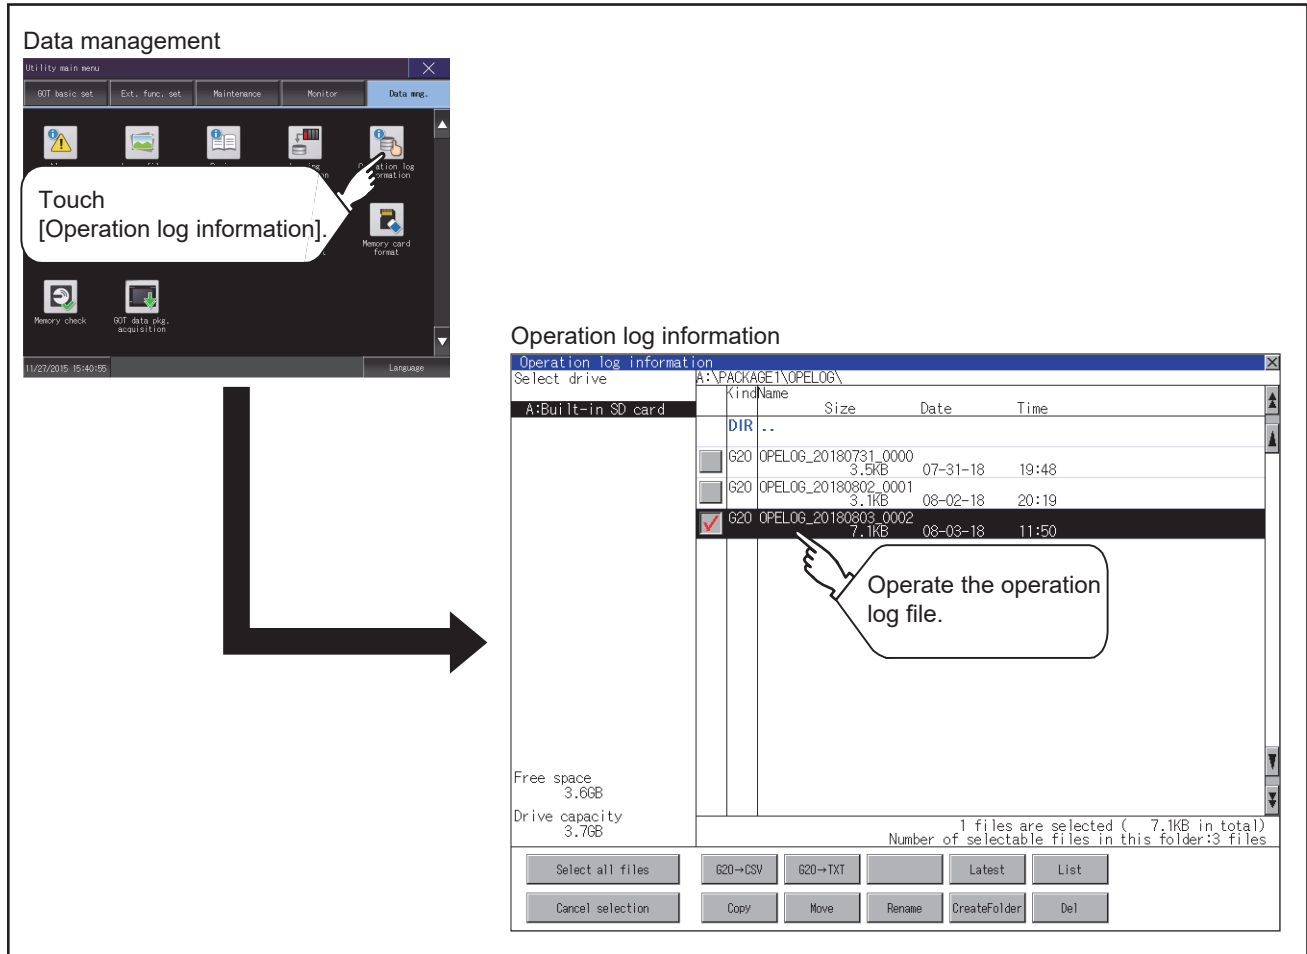 Data management
Utility main menu
GOT basic set Ext. func. set Maintenance Monitor Data mng.
Touch
[Operation log information].
Memory card
format
Memory check GOT data pkg.
acquisition
11/27/2015 15:40:55 Language
Operation log information
Operation log information
Select drive A:\PACKAGE1\OPELOG\
Kind Name
A:Built-in SD card Size Date Time
DIR ..
G20 OPELOG_20180731_0000
3.5KB 07-31-18 19:48
G20 OPELOG_20180802_0001
3.1KB 08-02-18 20:19
G20 OPELOG_20180803_0002
7.1KB 08-03-18 11:50
Operate the operation
log file.
Free space
3.6GB
Drive capacity
3.7GB
1 files are selected ( 7.1KB in total)
Number of selectable files in this folder:3 files
Select all files G20→CSV G20→TXT Latest List
Cancel selection Copy Move Rename CreateFolder Del